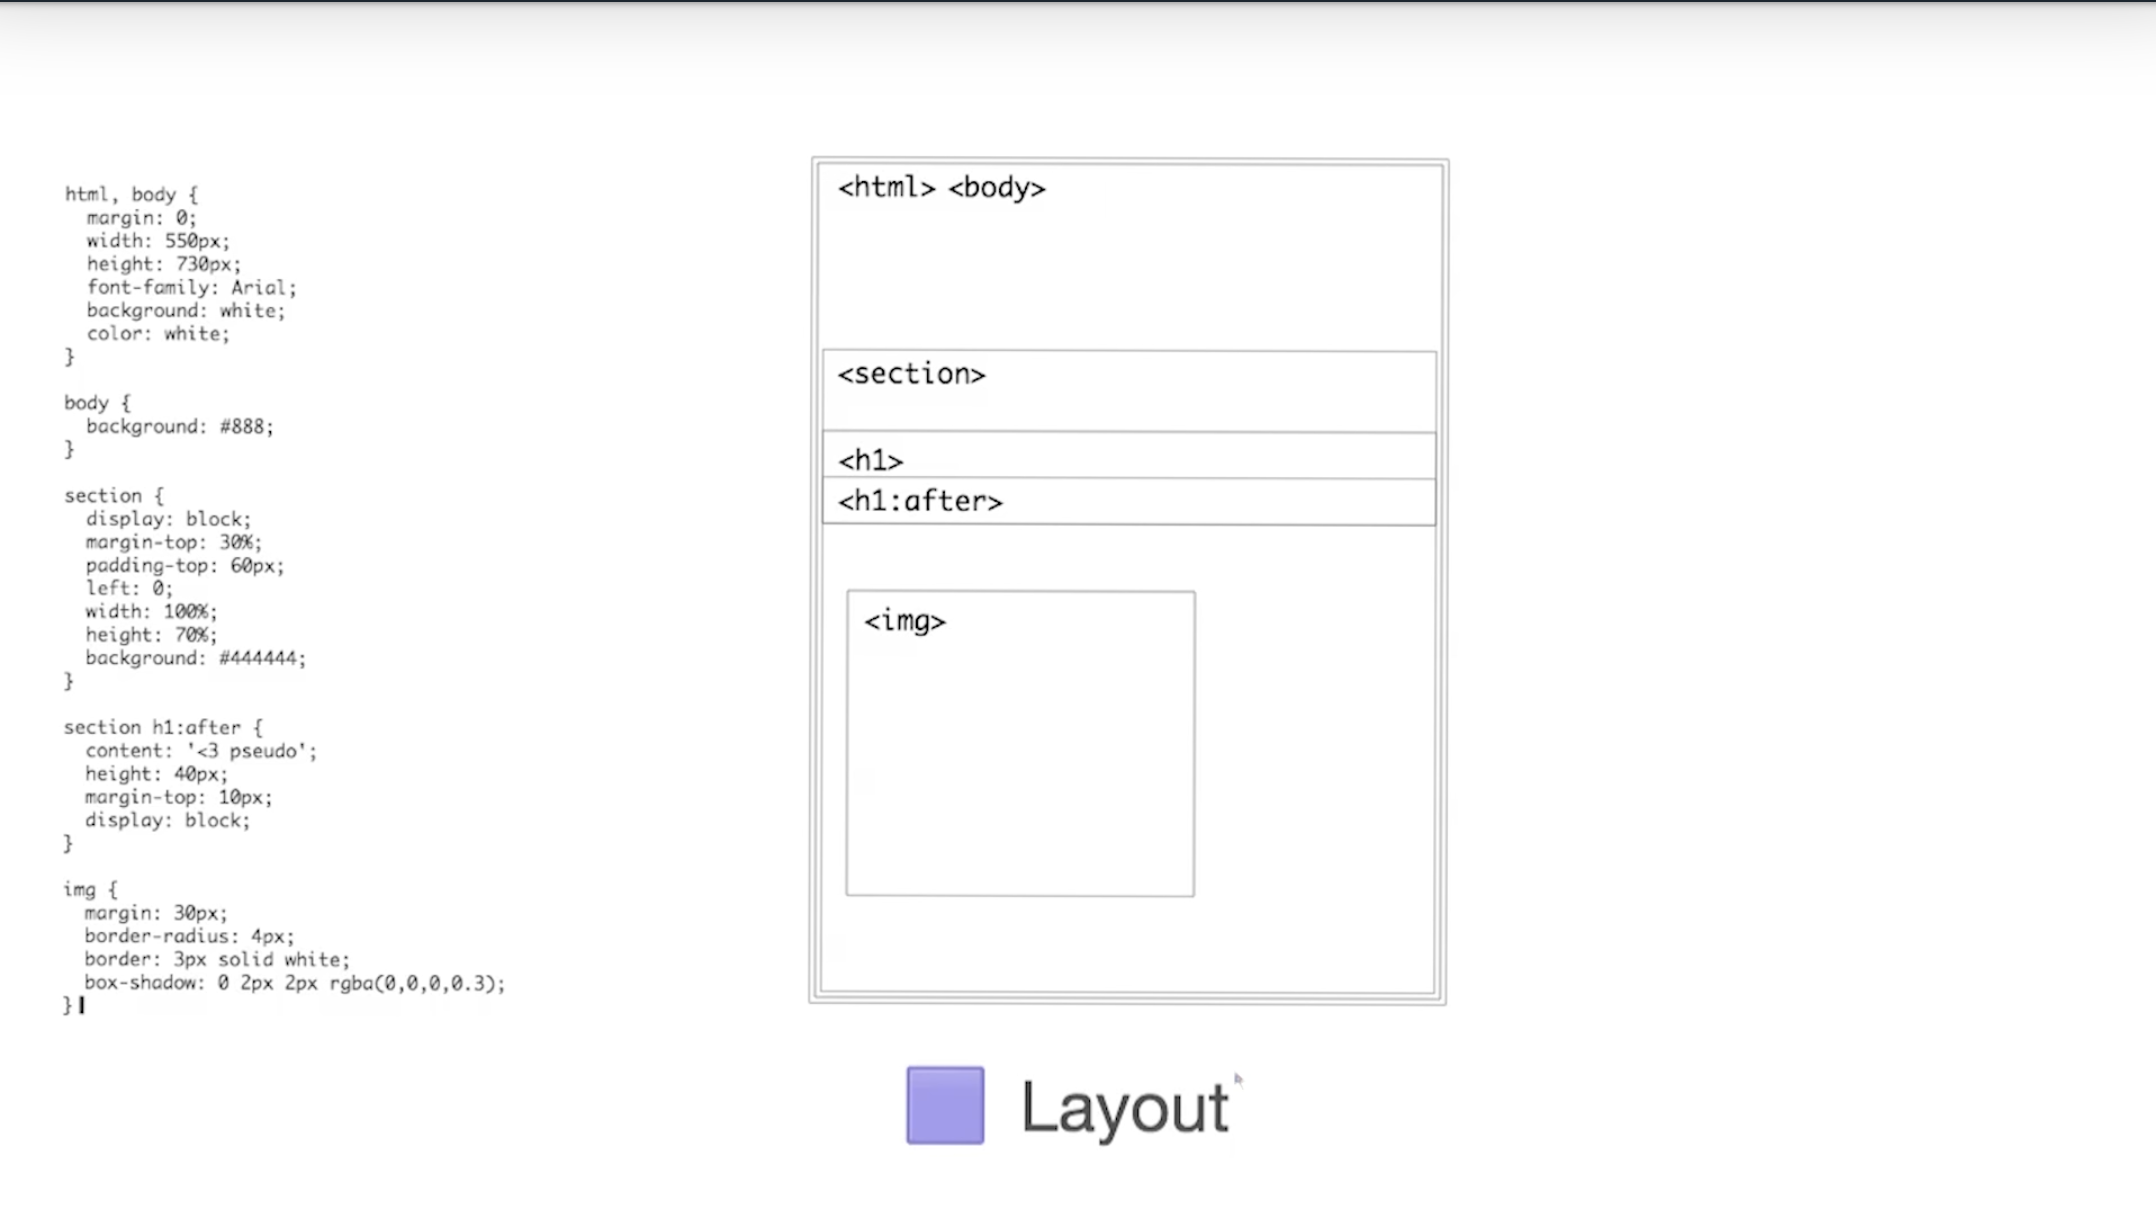 html, body {
  margin: 0;
  width: 550px;
  height: 730px;
  font-family: Arial;
  background: white;
  color: white;
}
body {
  background: #888;
}
section {
  display: block;
  margin-top: 30%;
  padding-top: 60px;
  left: 0;
  width: 100%;
  height: 70%;
  background: #444444;
}
section h1:after {
  content: '<3 pseudo';
  height: 40px;
  margin-top: 10px;
  display: block;
}
img {
  margin: 30px;
  border-radius: 4px;
  border: 3px solid white;
  box-shadow: 0 2px 2px rgba(0,0,0,0.3);
}
<html> <body>
<section>
<h1>
<h1:after>
<img>
Layout